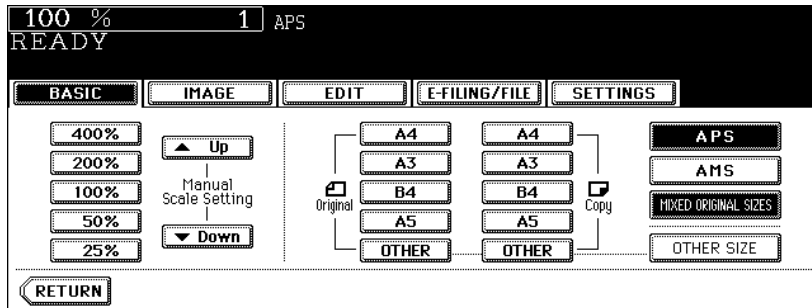 100 % 1 APS
READY
BASIC IMAGE EDIT E-FILING/FILE SETTINGS
400%
200%
100%
50%
25%
Up
Manual
Scale Setting
Down
Original
A4
A3
B4
A5
OTHER
A4
A3
B4
A5
OTHER
Copy
APS
AMS
MIXED ORIGINAL SIZES
OTHER SIZE
RETURN